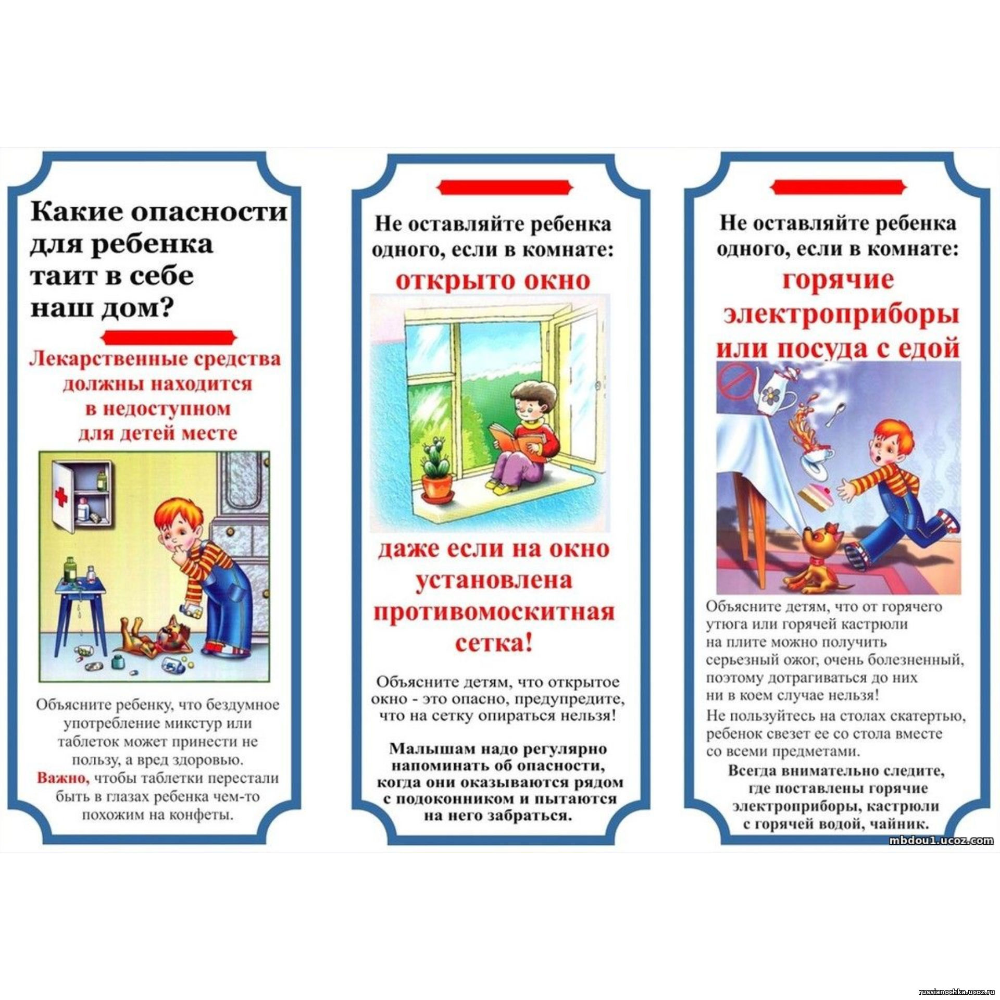 Какие опасности
для ребенка
таит в себе
наш дом?
Лекарственные средства
должны находится
в недоступном
для детей месте
Объясните ребенку, что бездумное
употребление микстур или
таблеток может принести не
пользу, а вред здоровью.
Важно, чтобы таблетки перестали
быть в глазах ребенка чем-то
похожим на конфеты.
Не оставляйте ребенка
одного, если в комнате:
открыто окно
даже если на окно
установлена
противомоскитная
сетка!
Объясните детям, что открытое
окно - это опасно, предупредите,
что на сетку опираться нельзя!
Малышам надо регулярно
напоминать об опасности,
когда они оказываются рядом
с подоконником и пытаются
на него забраться.
Не оставляйте ребенка
одного, если в комнате:
горячие
электроприборы
или посуда с едой
Объясните детям, что от горячего
утюга или горячей кастрюли
на плите можно получить
серьезный ожог, очень болезненный,
поэтому дотрагиваться до них
ни в коем случае нельзя!
Не пользуйтесь на столах скатертью,
ребенок свезет ее со стола вместе
со всеми предметами.
Всегда внимательно следите,
где поставлены горячие
электроприборы, кастрюли
с горячей водой, чайник.
mbdou1.ucoz.com
russianochka.ucoz.ru